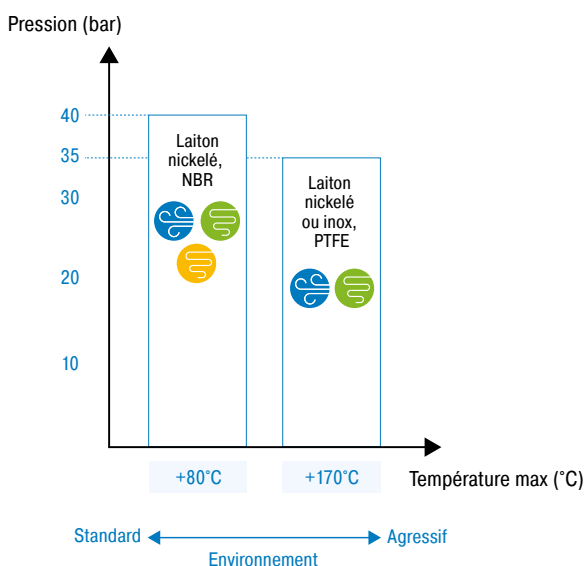 Pression (bar)
40
35
30
20
10
Laiton
nickelé,
NBR
Laiton
nickelé
ou inox,
PTFE
+80°C
+170°C
Température max (°C)
Standard
Agressif
Environnement